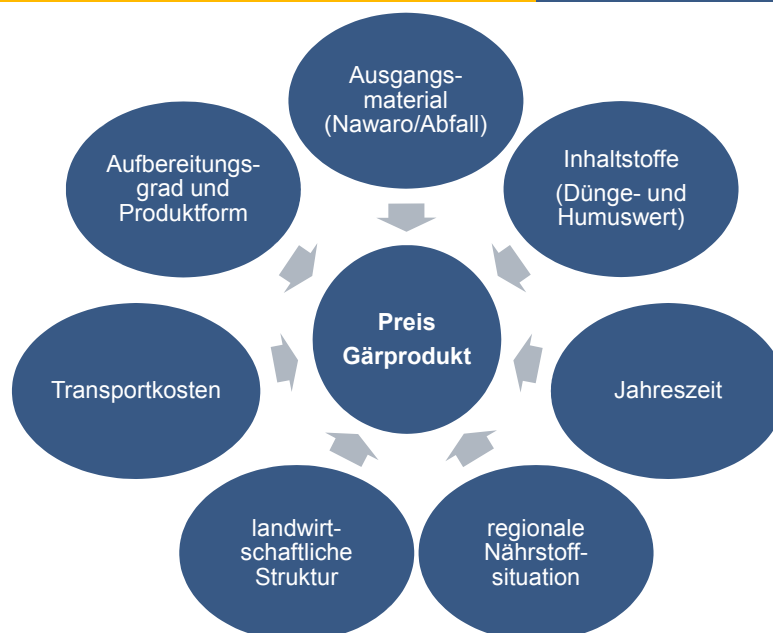 Ausgangs-
material
(Nawaro/Abfall)
Inhaltstoffe
(Dünge- und
Humuswert)
Jahreszeit
regionale
Nährstoff-
situation
landwirt-
schaftliche
Struktur
Transportkosten
Aufbereitungs-
grad und
Produktform
Preis
Gärprodukt